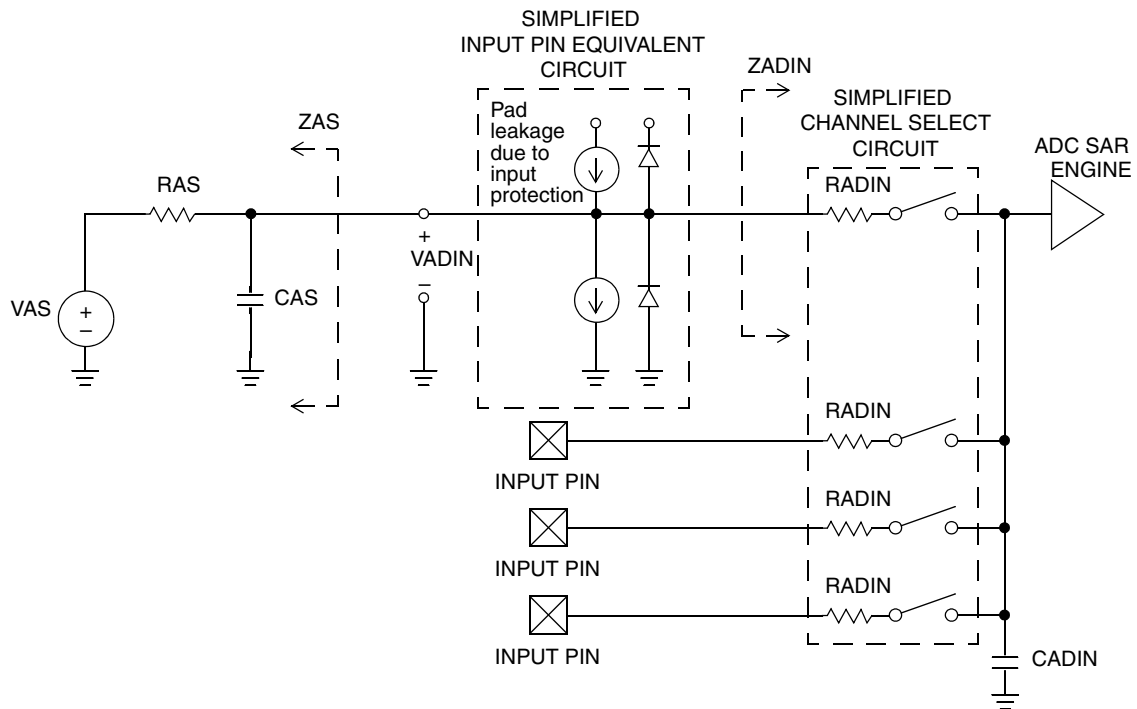 SIMPLIFIED
INPUT PIN EQUIVALENT
CIRCUIT
ZADIN
SIMPLIFIED
CHANNEL SELECT
CIRCUIT
ADC SAR
ENGINE
Pad
leakage
due to
input
protection
ZAS
RAS
RADIN
+
VADIN
–
VAS
+
–
CAS
RADIN
INPUT PIN
RADIN
INPUT PIN
RADIN
INPUT PIN
CADIN